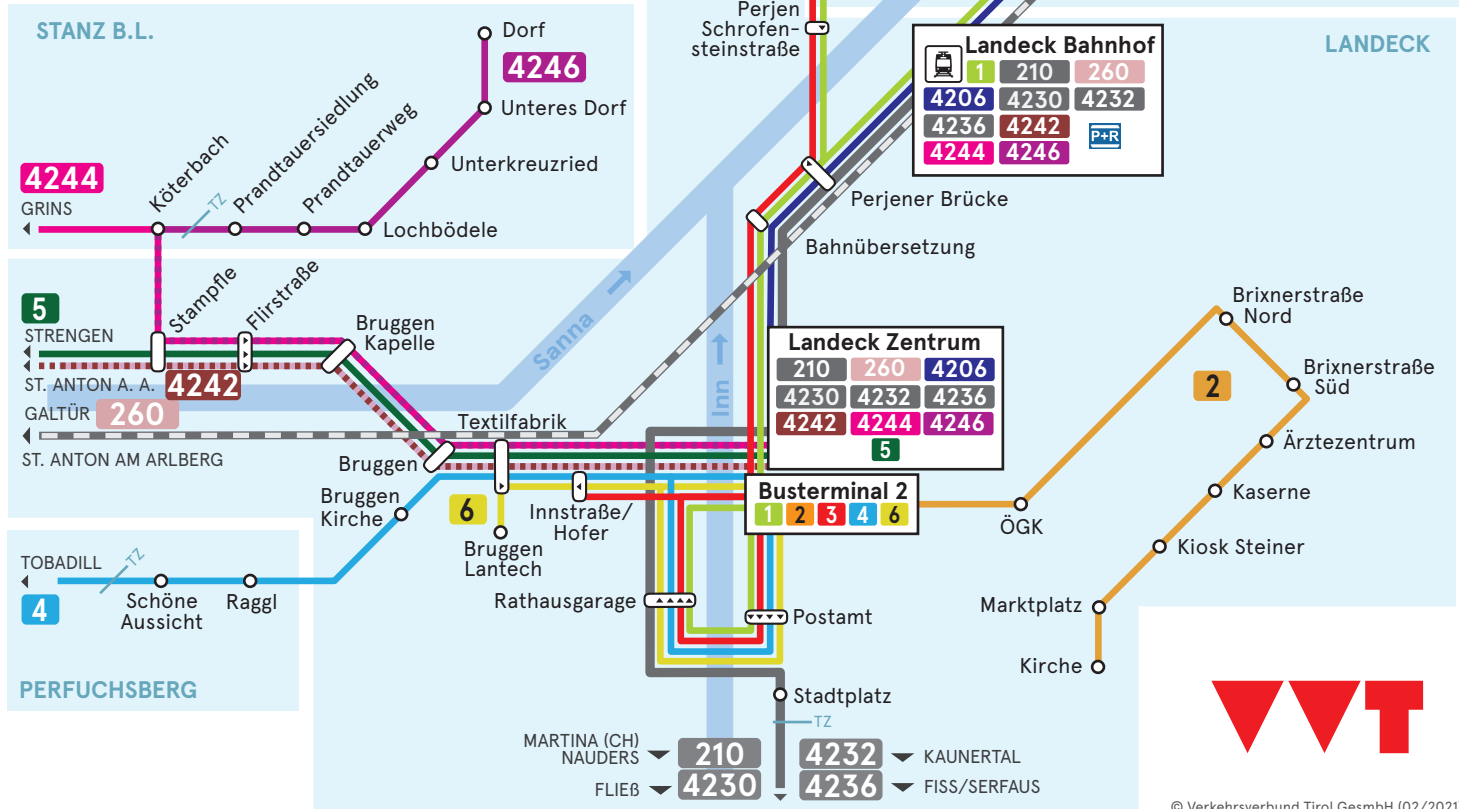 STANZ B.L.
Dorf
4246
Unteres Dorf
Unterkreuzried
Lochbödele
Prandtauerweg
Prandtauersiedlung
TZ
Köterbach
4244
GRINS
Perjen
Schrofen-
steinstraße
Landeck Bahnhof
1 210 260
4206 4230 4232
4236 4242
P+R
4244 4246
LANDECK
Perjener Brücke
Bahnübersetzung
Sanna
Inn
5
STRENGEN
Stampfle
Flirstraße
Bruggen
Kapelle
ST. ANTON A. A.
4242
GALTÜR
260
ST. ANTON AM ARLBERG
Textilfabrik
Bruggen
Bruggen
Kirche
6
Bruggen
Lantech
Innstraße/
Hofer
Landeck Zentrum
210 260 4206
4230 4232 4236
4242 4244 4246
5
Busterminal 2
1 2 3 4 6
Brixnerstraße
Nord
2
Brixnerstraße
Süd
Ärztezentrum
Kaserne
ÖGK
Kiosk Steiner
Marktplatz
Kirche
TOBADILL
TZ
4
Schöne
Aussicht
Raggl
PERFUCHSBERG
Rathausgarage
Postamt
Stadtplatz
TZ
MARTINA (CH)
NAUDERS
210
4232
KAUNERTAL
FLIEß
4230
4236
FISS/SERFAUS
VVT
© Verkehrsverbund Tirol GesmbH (02/2021